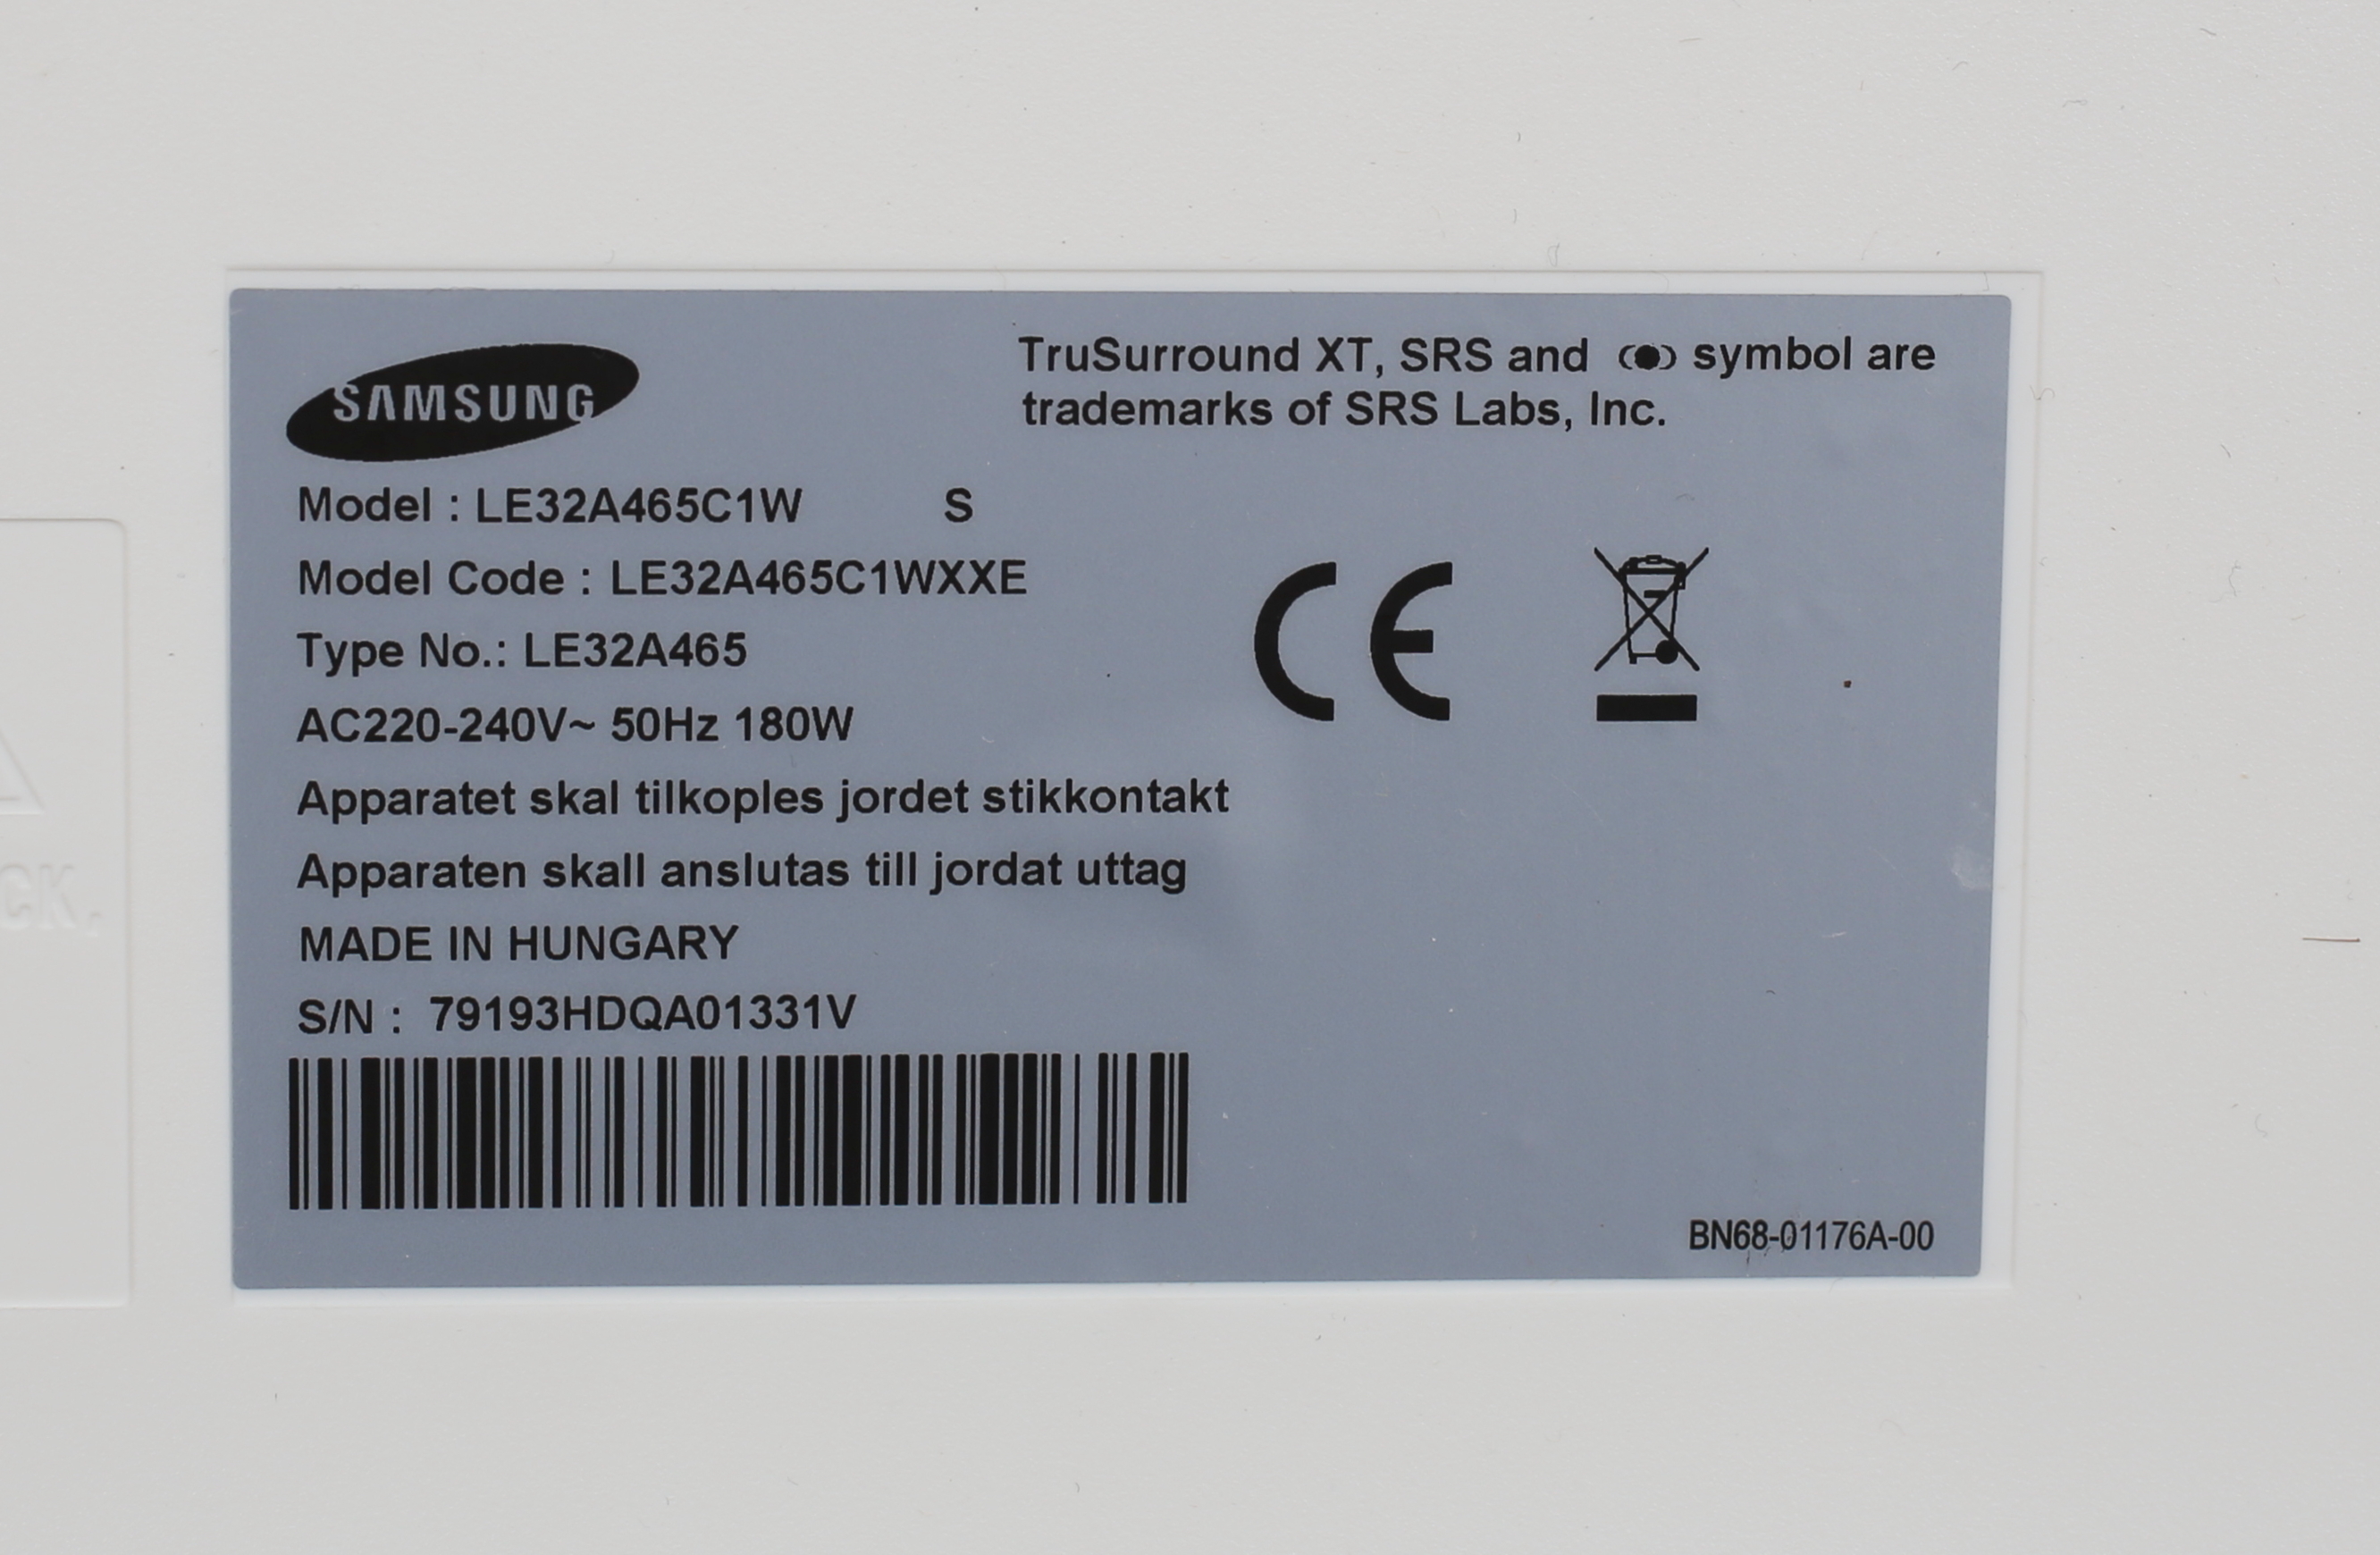 SAMSUNG
TruSurround XT, SRS and symbol are
trademarks of SRS Labs, Inc.
Model : LE32A465C1W S
Model Code : LE32A465C1WXXE
Type No.: LE32A465
AC220-240V~ 50Hz 180W
Apparatet skal tilkoples jordet stikkontakt
Apparaten skall anslutas till jordat uttag
MADE IN HUNGARY
S/N : 79193HDQA01331V
CE
BN68-01176A-00